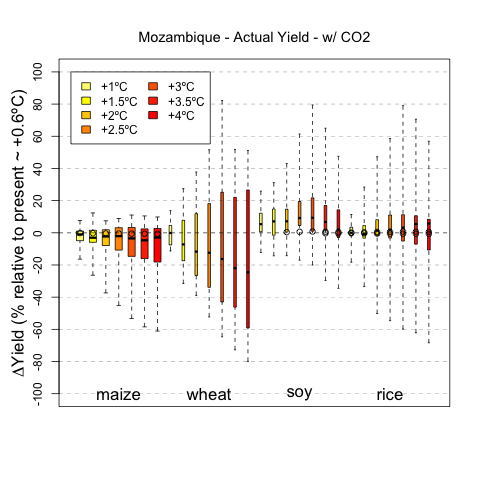 Mozambique - Actual Yield - w/ CO2
ΔYield (% relative to present ~ +0.6ºC)
100
80
60
40
20
0
20
-40
-60
-80
-100
+1ºC
+1.5ºC
+2ºC
+2.5ºC
+3ºC
+3.5ºC
+4ºC
maize
wheat
soy
rice